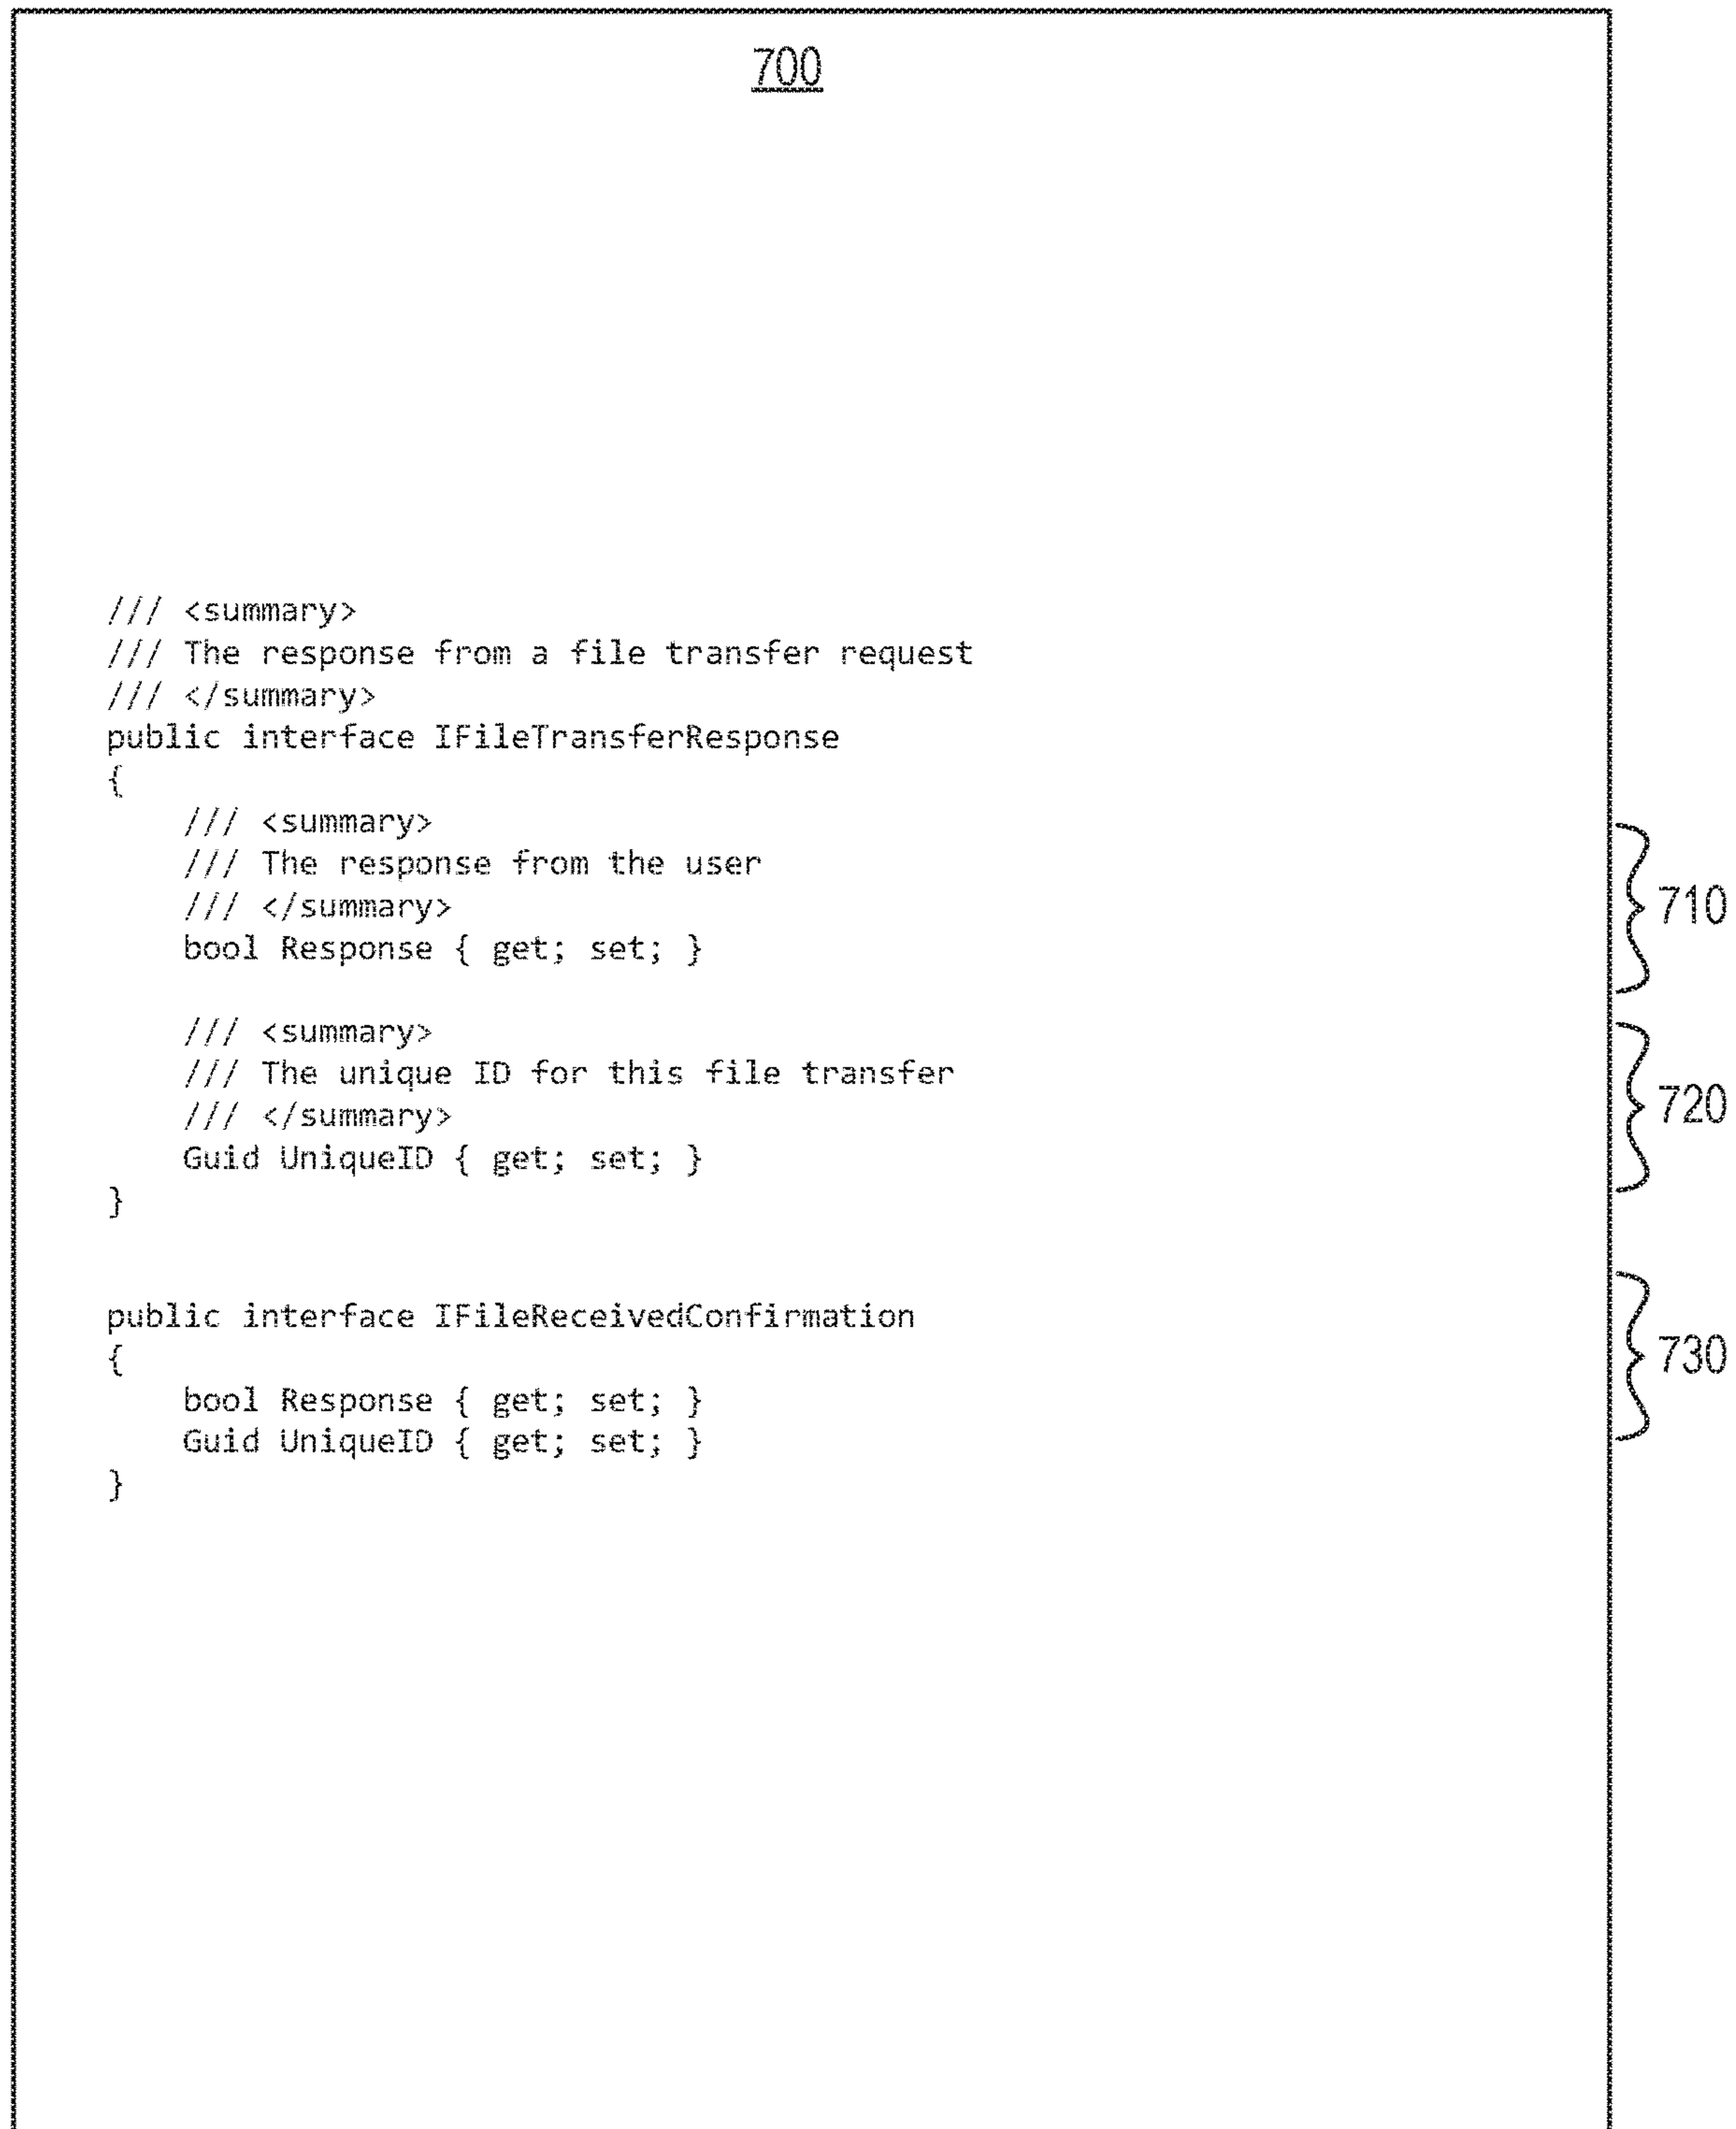 700
/// <summary>
/// The response from a file transfer request
/// </summary>
public interface IFileTransferResponse
{
/// <summary>
/// The response from the user
/// </summary>
bool Response { get; set; }
710
/// <summary>
/// The unique ID for this file transfer
/// </summary>
Guid UniqueID { get; set; }
720
}
public interface IFileReceivedConfirmation
{
bool Response { get; set; }
Guid UniqueID { get; set; }
}
730